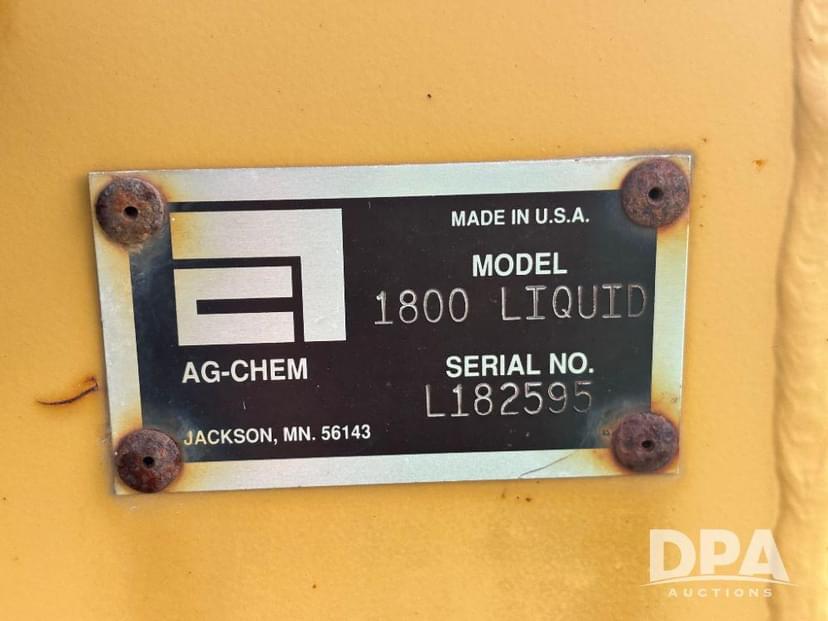 MADE IN U.S.A.
MODEL
1800 LIQUID
AG-CHEM
SERIAL NO.
L182595
JACKSON, MN. 56143
DPA
AUCTIONS